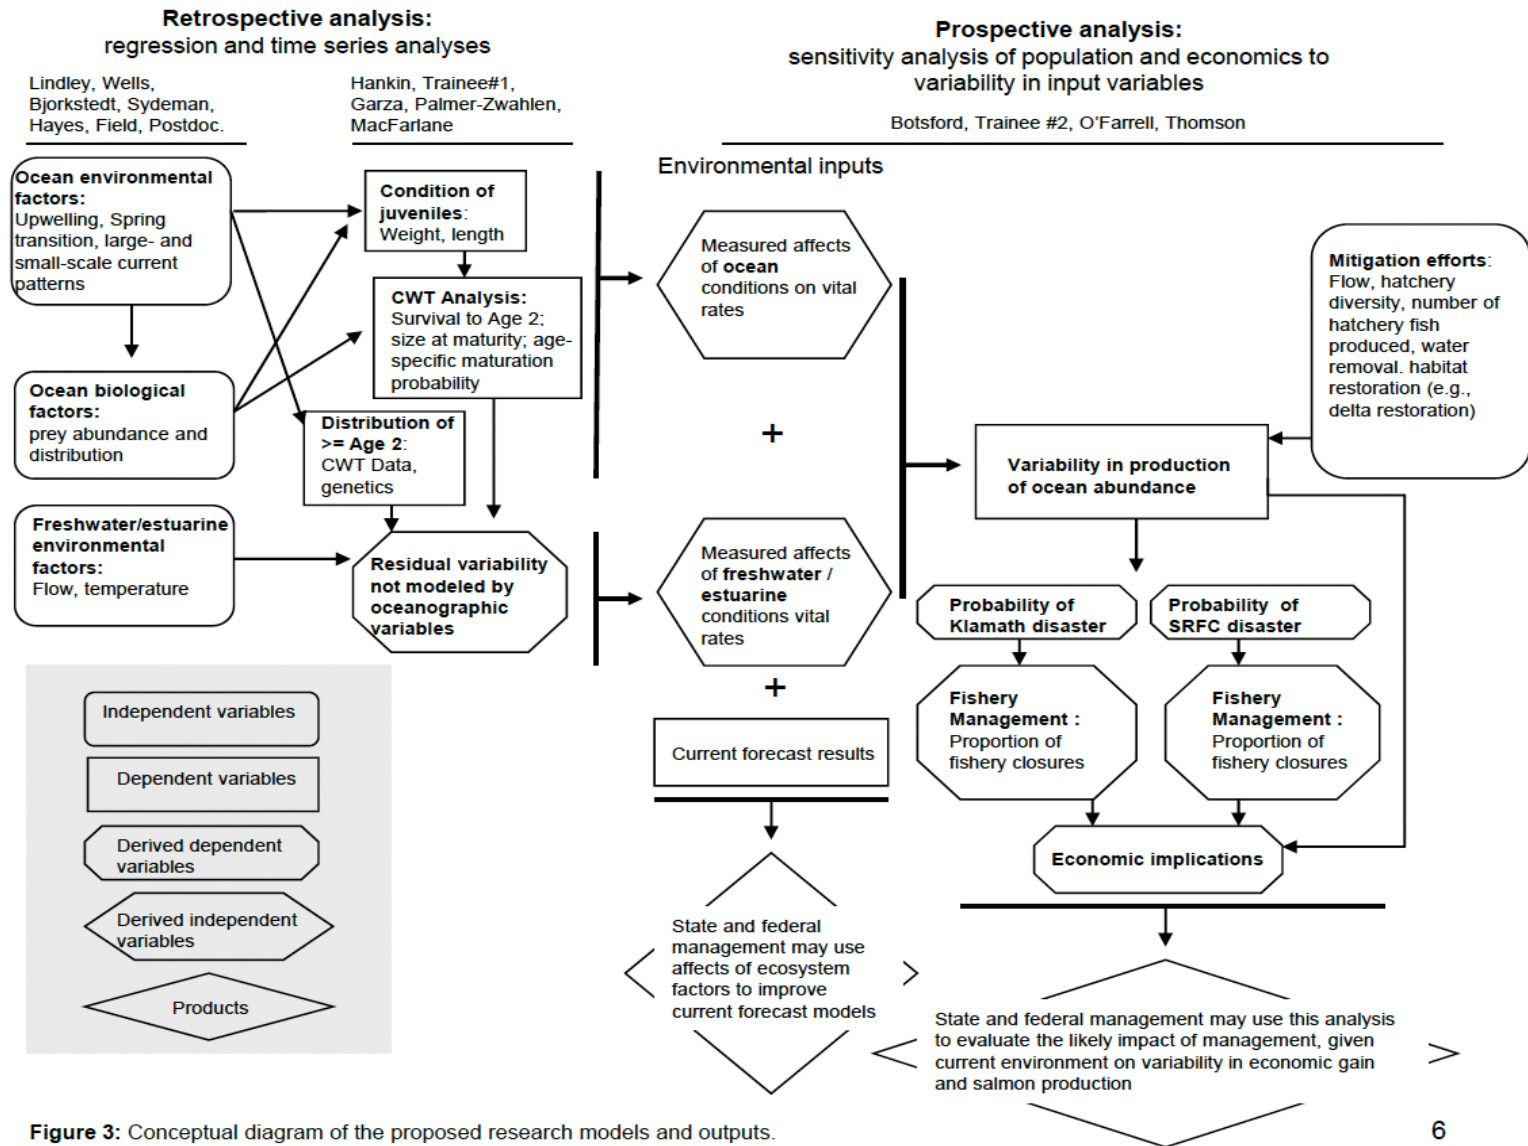 Retrospective analysis:
regression and time series analyses
Lindley, Wells,
Bjorkstedt, Sydeman,
Hayes, Field, Postdoc.
Hankin, Trainee#1,
Garza, Palmer-Zwahlen,
MacFarlane
Prospective analysis:
sensitivity analysis of population and economics to
variability in input variables
Botsford, Trainee #2, O'Farrell, Thomson
Ocean environmental
factors:
Upwelling, Spring
transition, large- and
small-scale current
patterns
Ocean biological
factors:
prey abundance and
distribution
Freshwater/estuarine
environmental
factors:
Flow, temperature
Condition of
juveniles:
Weight, length
CWT Analysis:
Survival to Age 2;
size at maturity; age-
specific maturation
probability
Distribution of
>= Age 2:
CWT Data,
genetics
Residual variability
not modeled by
oceanographic
variables
Environmental inputs
Measured affects
of ocean
conditions on vital
rates
+
Measured affects
of freshwater /
estuarine
conditions vital
rates
+
Current forecast results
State and federal
management may use
affects of ecosystem
factors to improve
current forecast models
Mitigation efforts:
Flow, hatchery
diversity, number of
hatchery fish
produced, water
removal. habitat
restoration (e.g.,
delta restoration)
Variability in production
of ocean abundance
Probability of
Klamath disaster
Probability of
SRFC disaster
Fishery
Management :
Proportion of
fishery closures
Fishery
Management :
Proportion of
fishery closures
Economic implications
State and federal management may use this analysis
to evaluate the likely impact of management, given
current environment on variability in economic gain
and salmon production
Independent variables
Dependent variables
Derived dependent
variables
Derived independent
variables
Products
Figure 3: Conceptual diagram of the proposed research models and outputs.
6